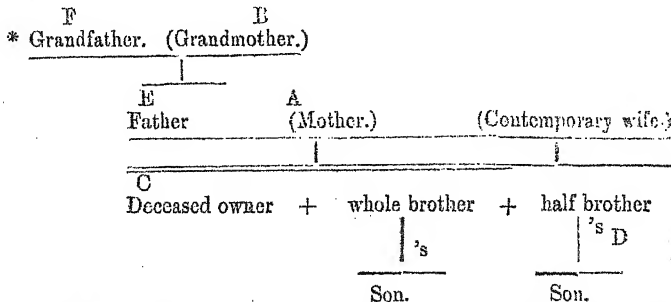 F B
* Grandfather. (Grandmother.)
E A
Father (Mother.) (Contemporary wife.)
C
Deceased owner + whole brother + half brother
's 's D
Son. Son.